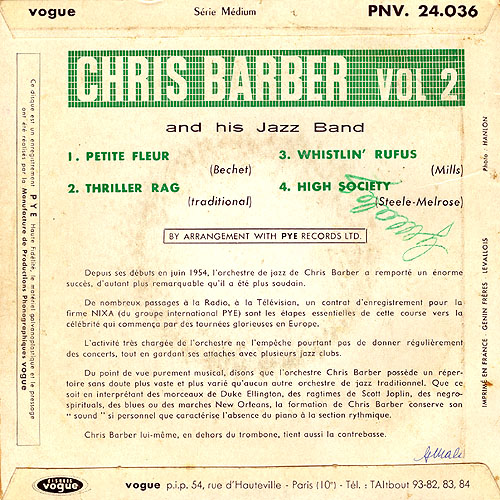 vogue Série Médium PNV. 24.036
CHRIS BARBER VOL 2
and his Jazz Band
1. PETITE FLEUR
(Bechet)
2. THRILLER RAG
(traditional)
3. WHISTLIN' RUFUS
(Mills)
4. HIGH SOCIETY
(Steele-Melrose)
BY ARRANGEMENT WITH PYE RECORDS LTD.
Depuis ses débuts en juin 1954, l'orchestre de jazz de Chris Barber a remporté un énorme
succès, d'autant plus remarquable qu'il a été plus soudain.
De nombreux passages à la Radio, à la Télévision, un contrat d'enregistrement pour la
firme NIXA (du groupe international PYE) sont les étapes essentielles de cette course vers la
célébrité qui commença par des tournées glorieuses en Europe.
L'activité très chargée de l'orchestre ne l'empêche pourtant pas de donner régulièrement
des concerts, tout en gardant ses attaches avec plusieurs jazz clubs.
Du point de vue purement musical, disons que l'orchestre Chris Barber possède un réper-
toire sans doute plus vaste et plus varié qu'aucun autre orchestre de jazz traditionnel. Que ce
soit en interprétant des morceaux de Duke Ellington, des ragtimes de Scott Joplin, des negro-
spirituals, des blues ou des marches New Orleans, la formation de Chris Barber conserve son
"sound" si personnel que caractérise l'absence du piano à la section rythmique.
Chris Barber lui-même, en dehors du trombone, tient aussi la contrebasse.
Ce disque est un enregistrement PYE Haute Fidélité, le matériel galvanoplastique et le pressage
ont été réalisés par la Manufacture de Productions Phonographiques vogue
Photo : HANLON
IMPRIMÉ EN FRANCE GENIN FRÈRES LEVALLOIS
DISQUES
vogue
vogue p.i.p. 54, rue d'Hauteville - Paris (10e) - TÉL. : TAItbout 93-82, 83, 84